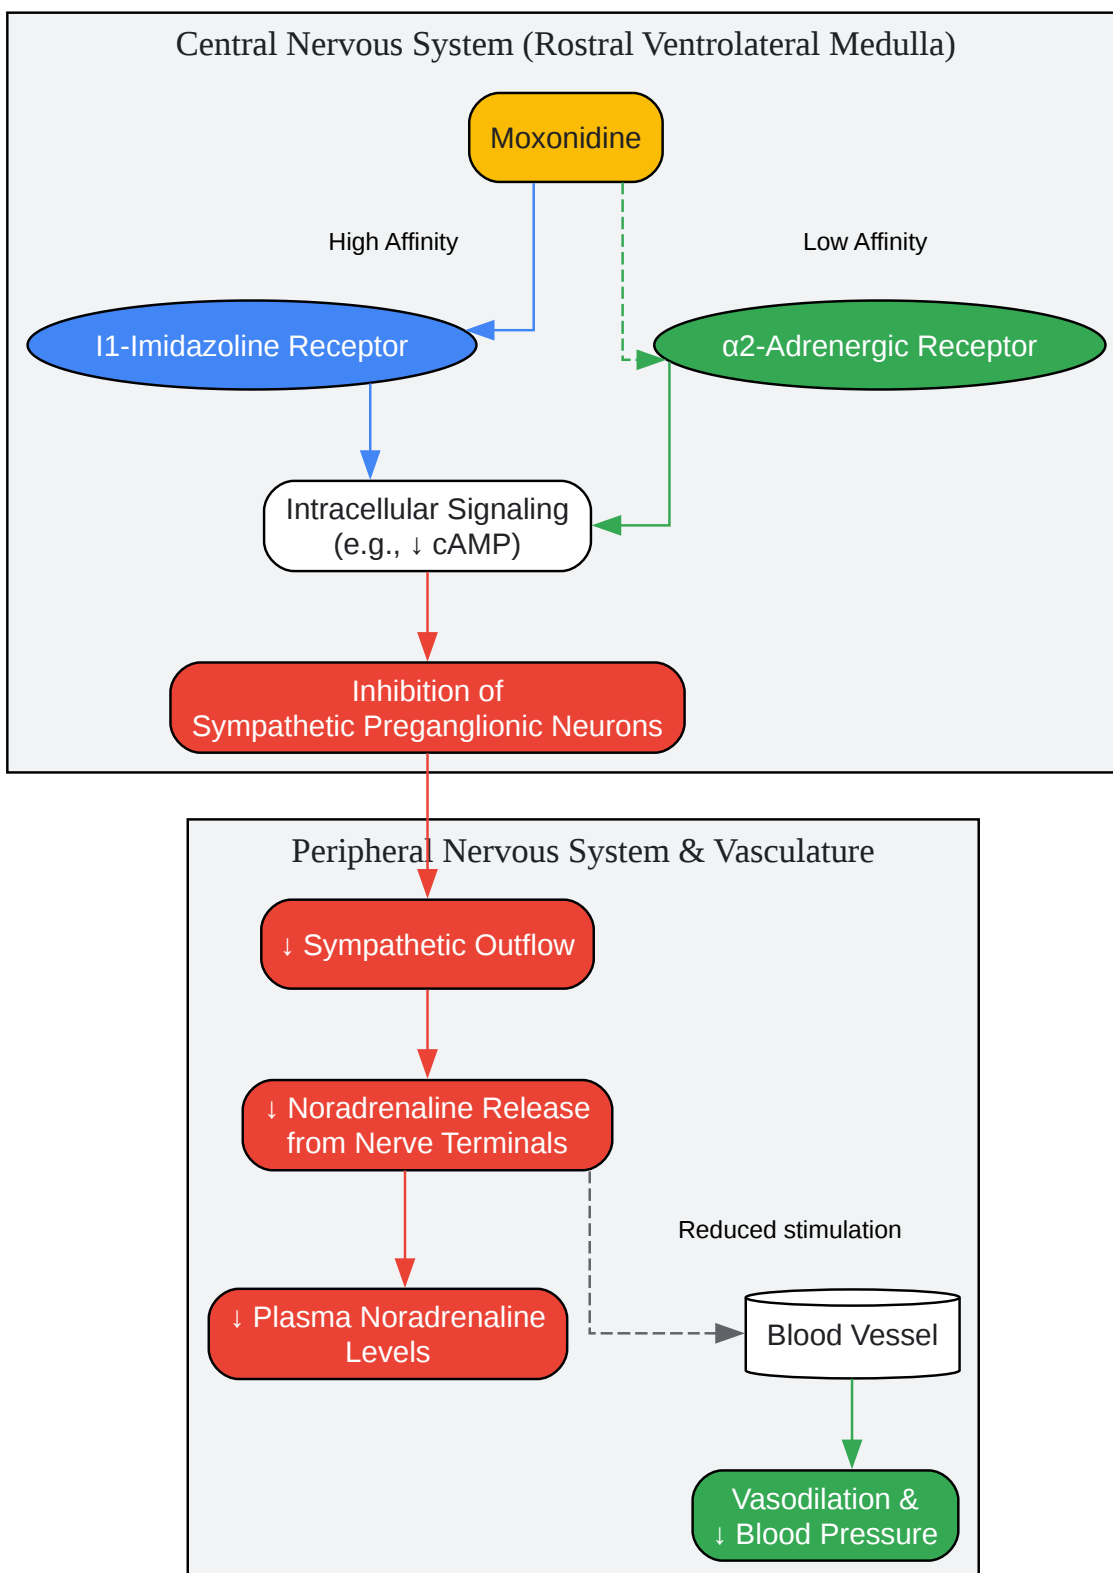 Central Nervous System (Rostral Ventrolateral Medulla)
Moxonidine
High Affinity
Low Affinity
I1-Imidazoline Receptor
α2-Adrenergic Receptor
Intracellular Signaling
(e.g., ↓ cAMP)
Inhibition of
Sympathetic Preganglionic Neurons
Peripheral Nervous System & Vasculature
↓ Sympathetic Outflow
↓ Noradrenaline Release
from Nerve Terminals
Reduced stimulation
↓ Plasma Noradrenaline
Levels
Blood Vessel
Vasodilation &
↓ Blood Pressure